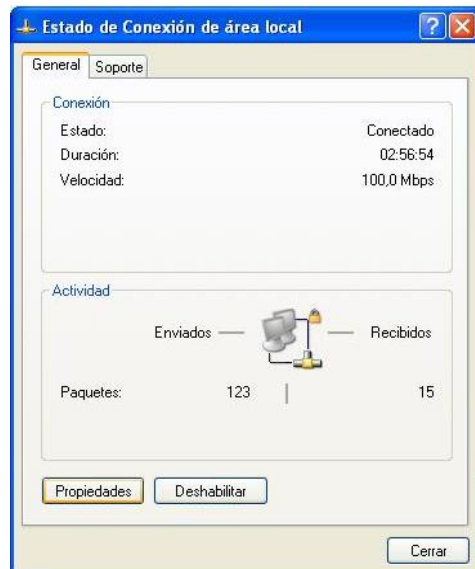 Estado de Conexión de área local
General Soporte
Conexión
Estado: Conectado
Duración: 02:56:54
Velocidad: 100,0 Mbps
Actividad
Enviados Recibidos
Paquetes: 123 15
Propiedades Deshabilitar
Cerrar